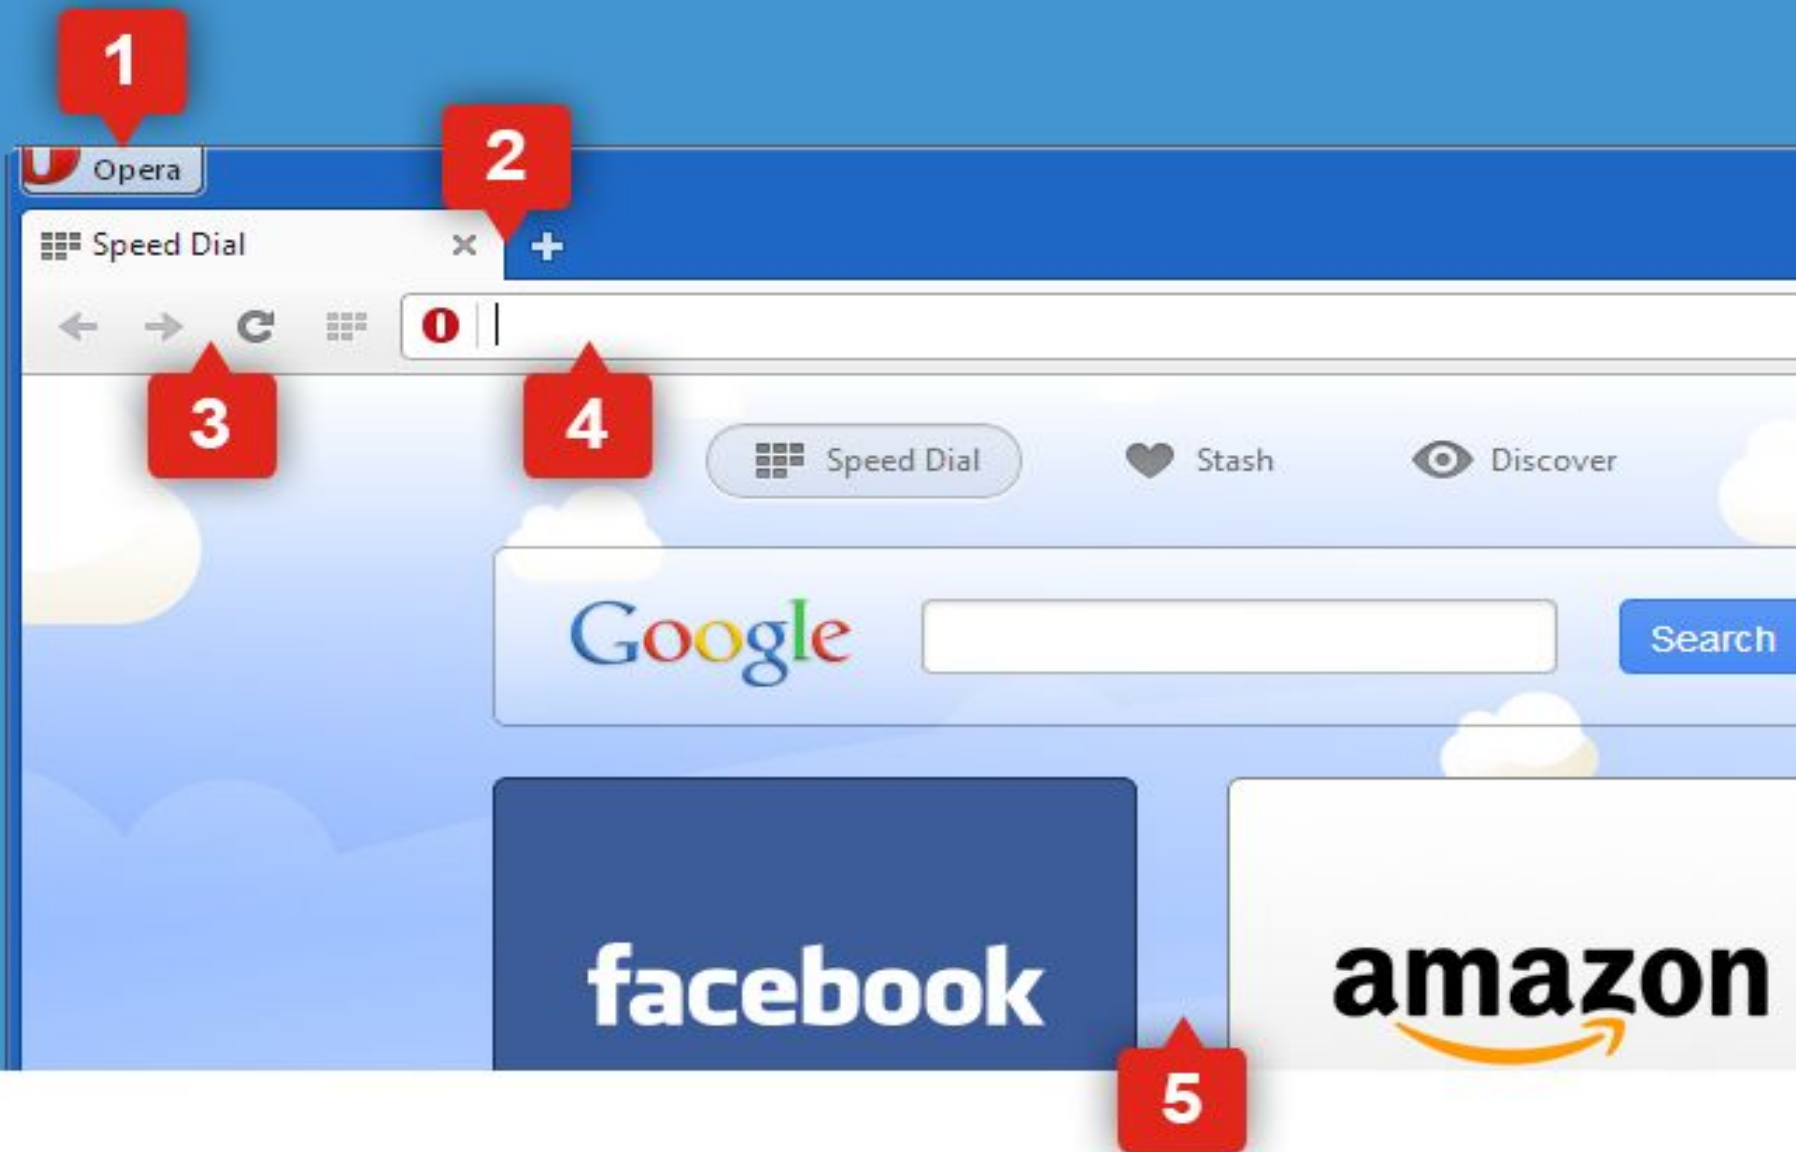 1
Opera
2
Speed Dial
3
4
Speed Dial
Stash
Discover
Google
Search
facebook
amazon
5